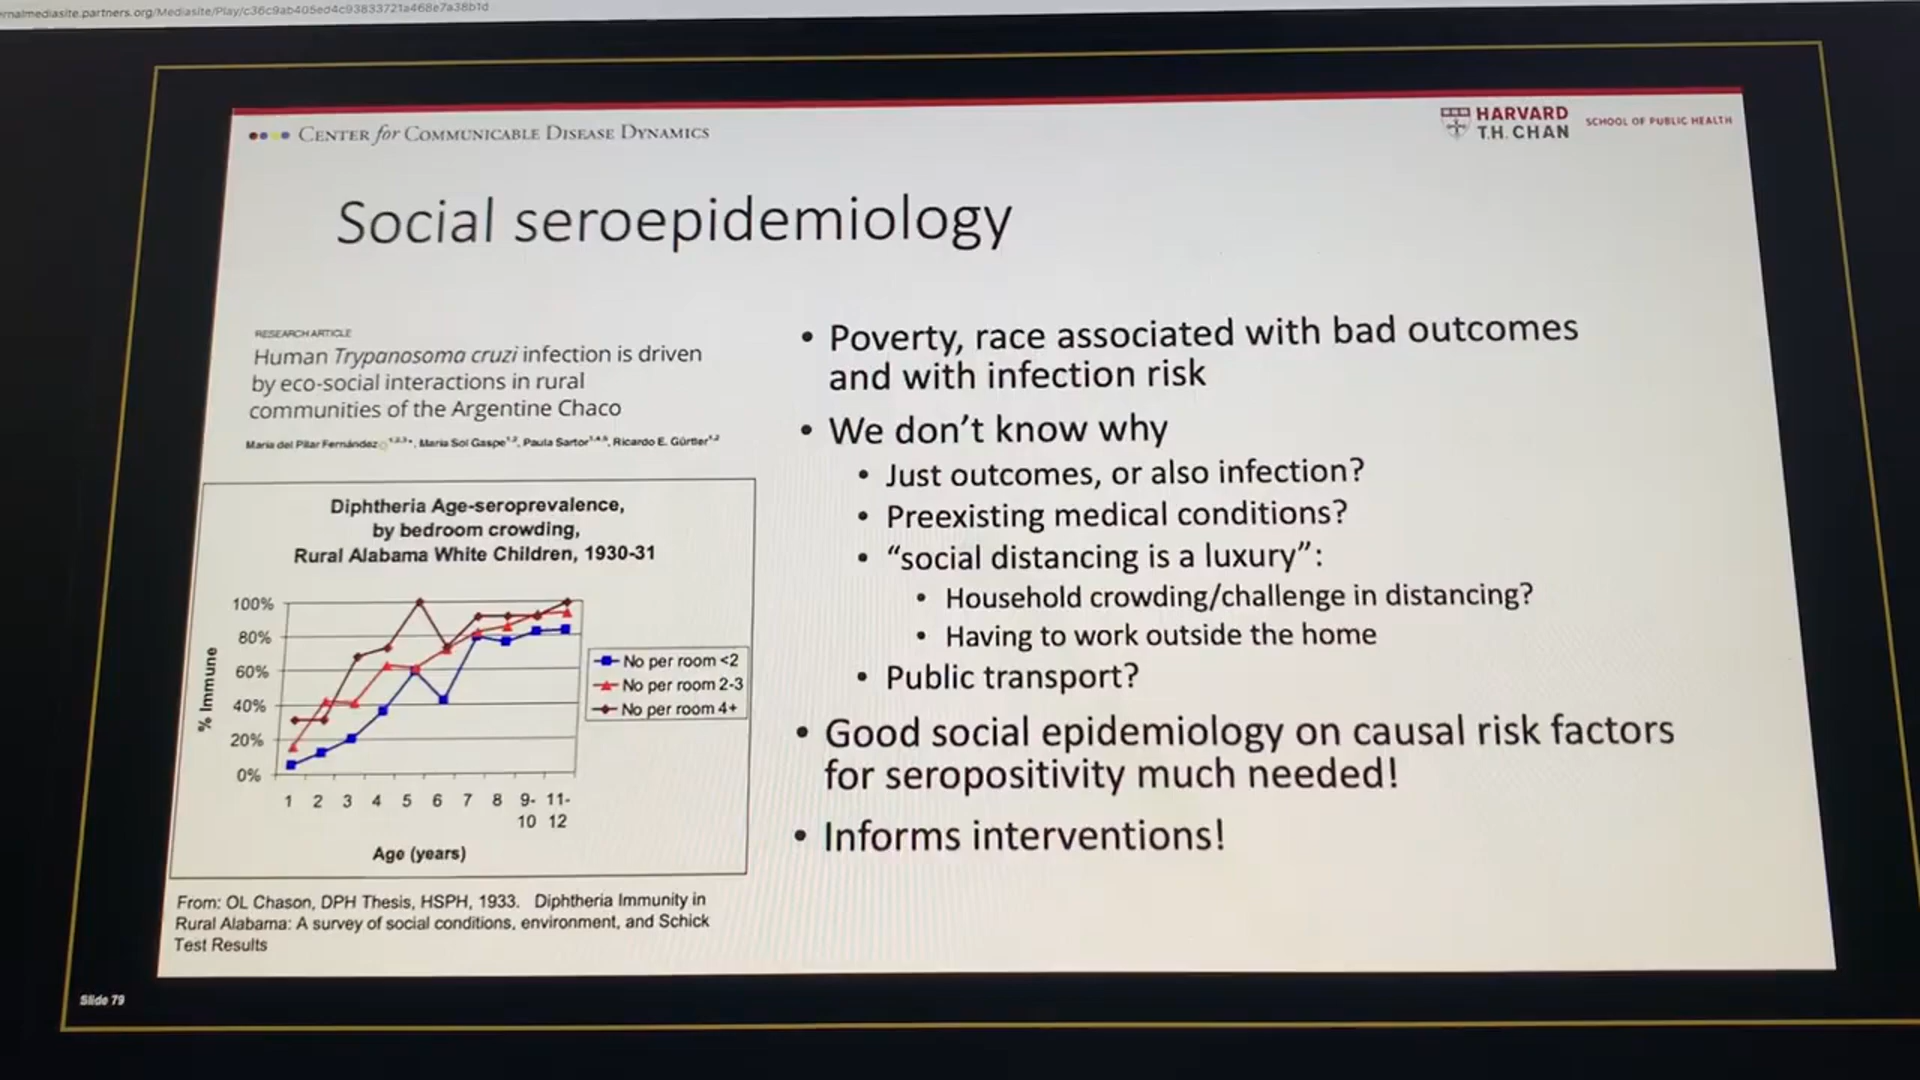 CENTER for COMMUNICABLE DISEASE DYNAMICS
HARVARD
T.H. CHAN
SCHOOL OF PUBLIC HEALTH
Social seroepidemiology
RESEARCH ARTICLE
Human Trypanosoma cruzi infection is driven
by eco-social interactions in rural
communities of the Argentine Chaco
María del Pilar Fernández, María Sol Gaspe, Paula Sartor, Ricardo E. Gürtler
Diphtheria Age-seroprevalence,
by bedroom crowding,
Rural Alabama White Children, 1930-31
% Immune
100%
80%
60%
40%
20%
0%
1 2 3 4 5 6 7 8 9- 11-
10 12
Age (years)
No per room <2
No per room 2-3
No per room 4+
From: OL Chason, DPH Thesis, HSPH, 1933. Diphtheria Immunity in
Rural Alabama: A survey of social conditions, environment, and Schick
Test Results
• Poverty, race associated with bad outcomes
and with infection risk
• We don’t know why
• Just outcomes, or also infection?
• Preexisting medical conditions?
• “social distancing is a luxury”:
• Household crowding/challenge in distancing?
• Having to work outside the home
• Public transport?
• Good social epidemiology on causal risk factors
for seropositivity much needed!
• Informs interventions!
Slide 79